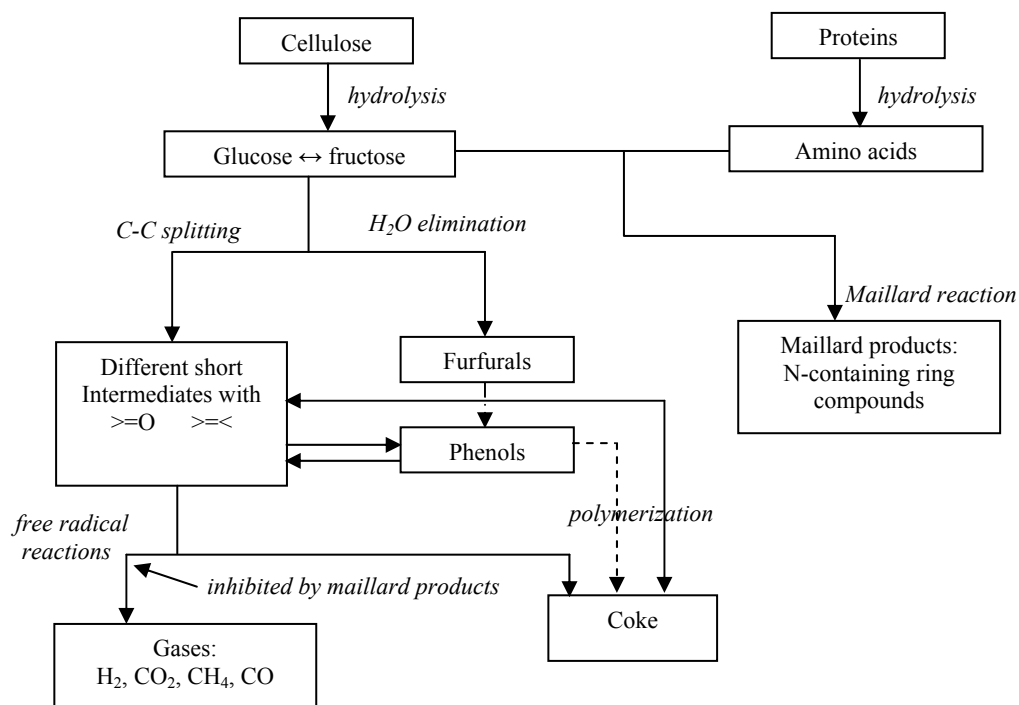 Cellulose
Proteins
hydrolysis
hydrolysis
Glucose ↔ fructose
Amino acids
C-C splitting
H₂O elimination
Maillard reaction
Different short
Intermediates with
>=O >=<
Furfurals
Maillard products:
N-containing ring
compounds
Phenols
free radical
reactions
polymerization
inhibited by maillard products
Coke
Gases:
H₂, CO₂, CH₄, CO